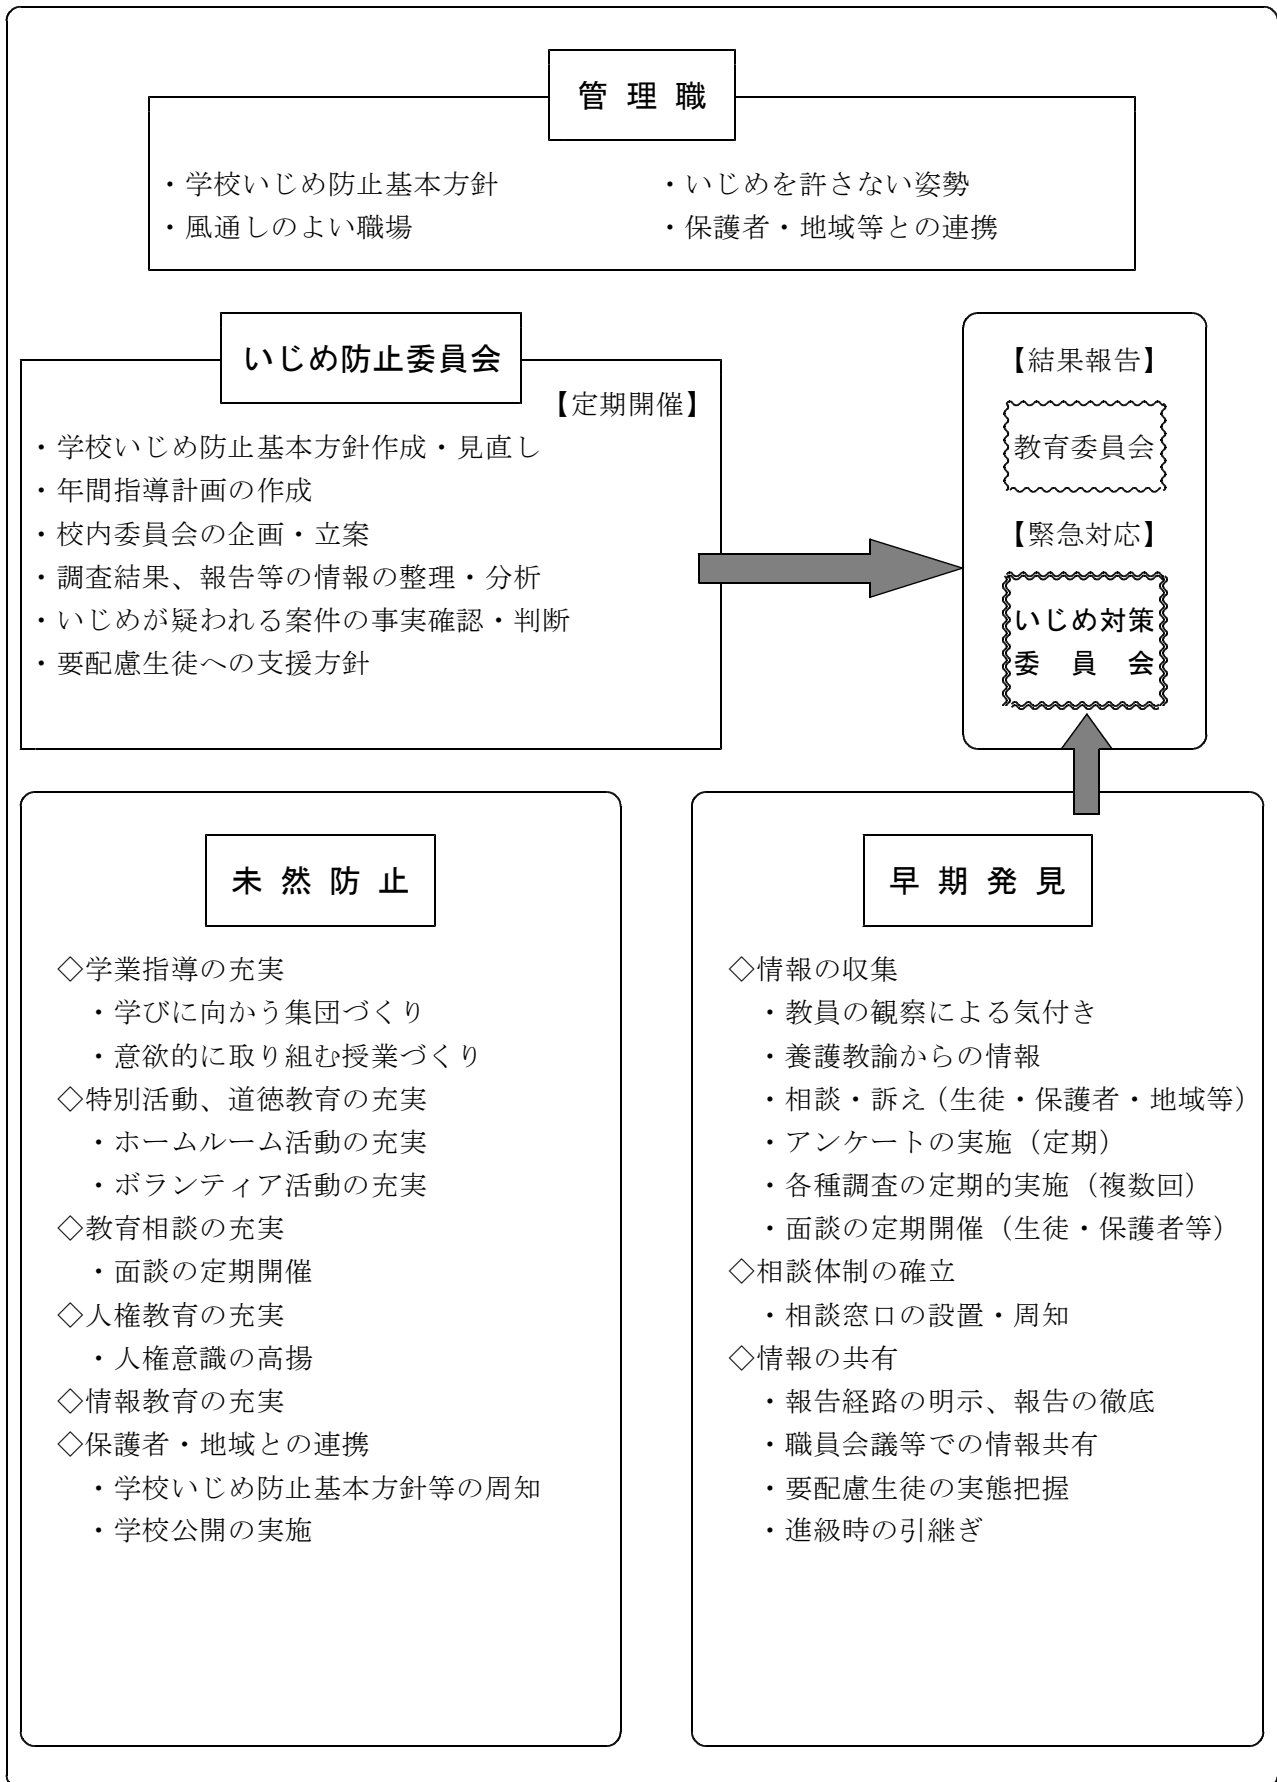 管理職
・学校いじめ防止基本方針
・いじめを許さない姿勢
・風通しのよい職場
・保護者・地域等との連携
いじめ防止委員会
【定期開催】
・学校いじめ防止基本方針作成・見直し
・年間指導計画の作成
・校内委員会の企画・立案
・調査結果、報告等の情報の整理・分析
・いじめが疑われる案件の事実確認・判断
・要配慮生徒への支援方針
【結果報告】
教育委員会
【緊急対応】
いじめ対策
委員会
未然防止
◇学業指導の充実
・学びに向かう集団づくり
・意欲的に取り組む授業づくり
◇特別活動、道徳教育の充実
・ホームルーム活動の充実
・ボランティア活動の充実
◇教育相談の充実
・面談の定期開催
◇人権教育の充実
・人権意識の高揚
◇情報教育の充実
◇保護者・地域との連携
・学校いじめ防止基本方針等の周知
・学校公開の実施
早期発見
◇情報の収集
・教員の観察による気付き
・養護教諭からの情報
・相談・訴え（生徒・保護者・地域等）
・アンケートの実施（定期）
・各種調査の定期的実施（複数回）
・面談の定期開催（生徒・保護者等）
◇相談体制の確立
・相談窓口の設置・周知
◇情報の共有
・報告経路の明示、報告の徹底
・職員会議等での情報共有
・要配慮生徒の実態把握
・進級時の引継ぎ